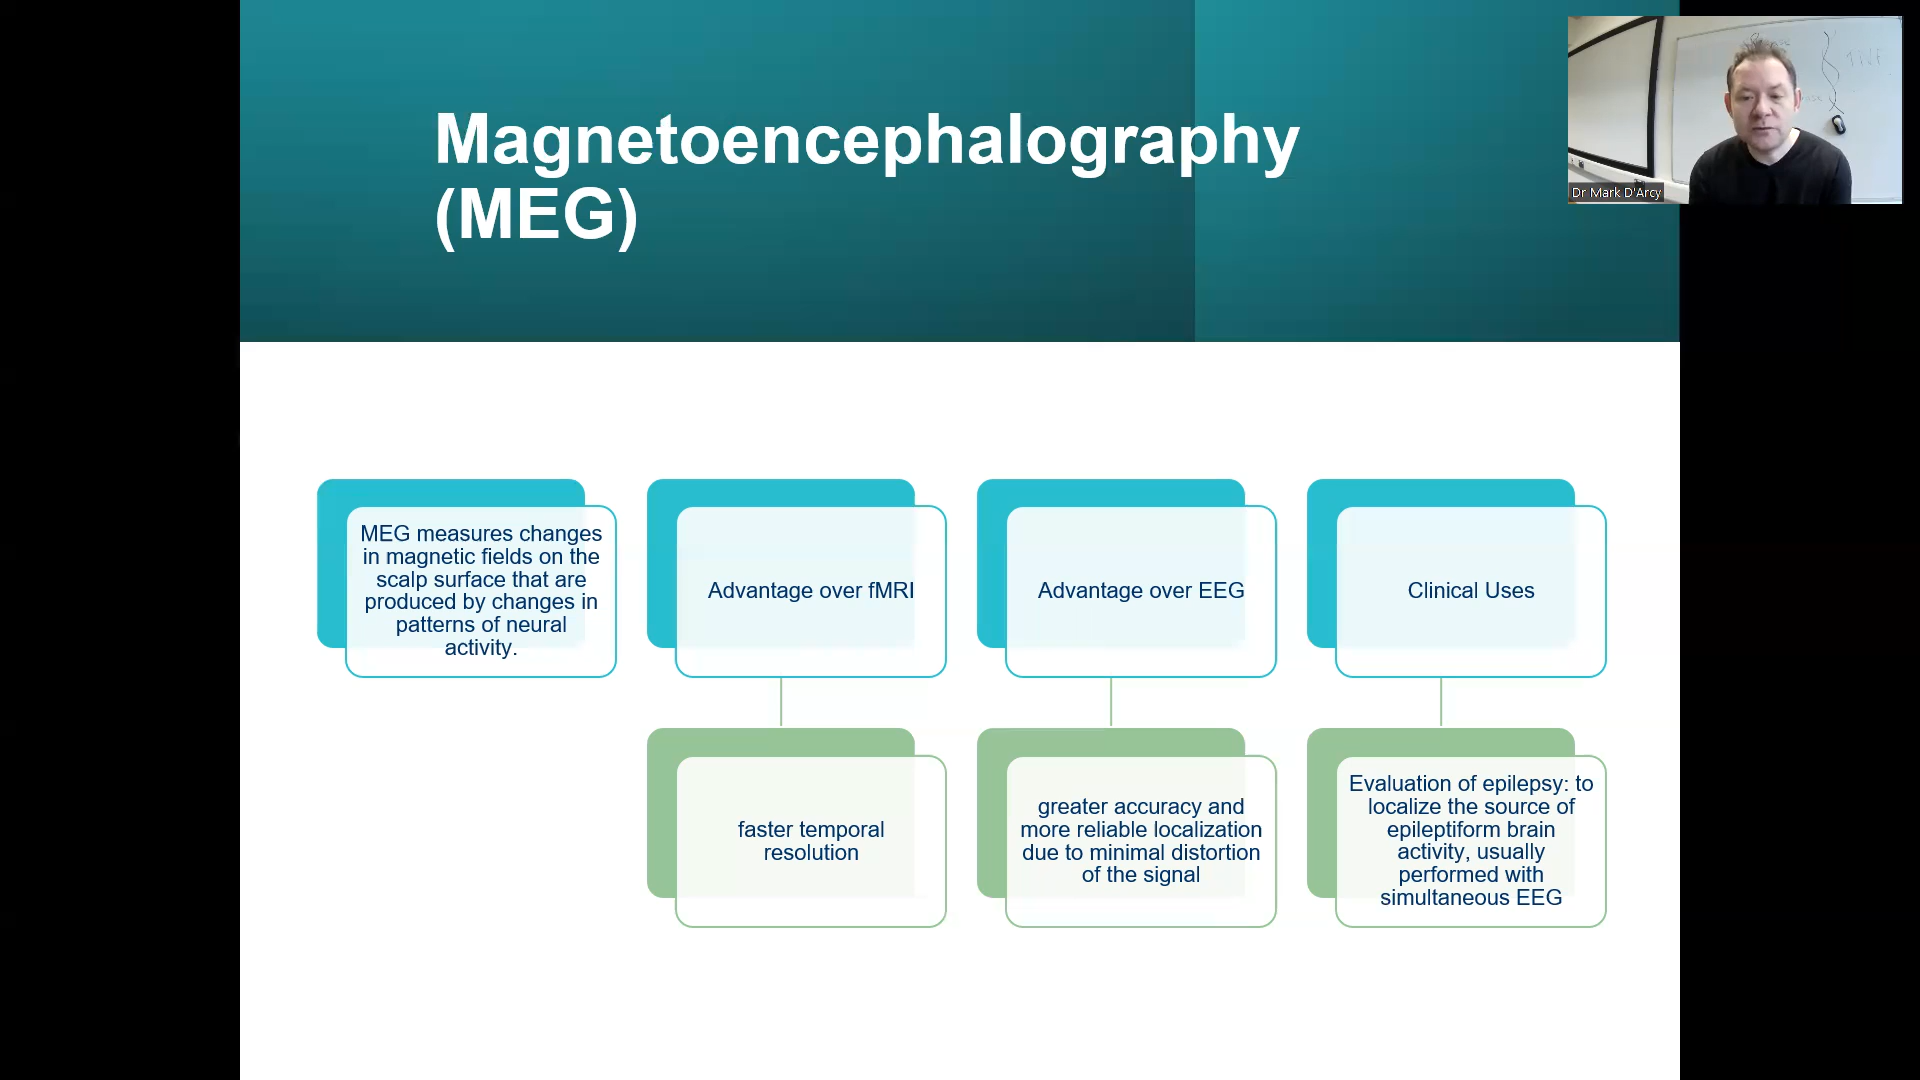 Magnetoencephalography
(MEG)
Dr Mark D'Arcy
MEG measures changes
in magnetic fields on the
scalp surface that are
produced by changes in
patterns of neural
activity.
Advantage over fMRI
Advantage over EEG
Clinical Uses
faster temporal
resolution
greater accuracy and
more reliable localization
due to minimal distortion
of the signal
Evaluation of epilepsy: to
localize the source of
epileptiform brain
activity, usually
performed with
simultaneous EEG